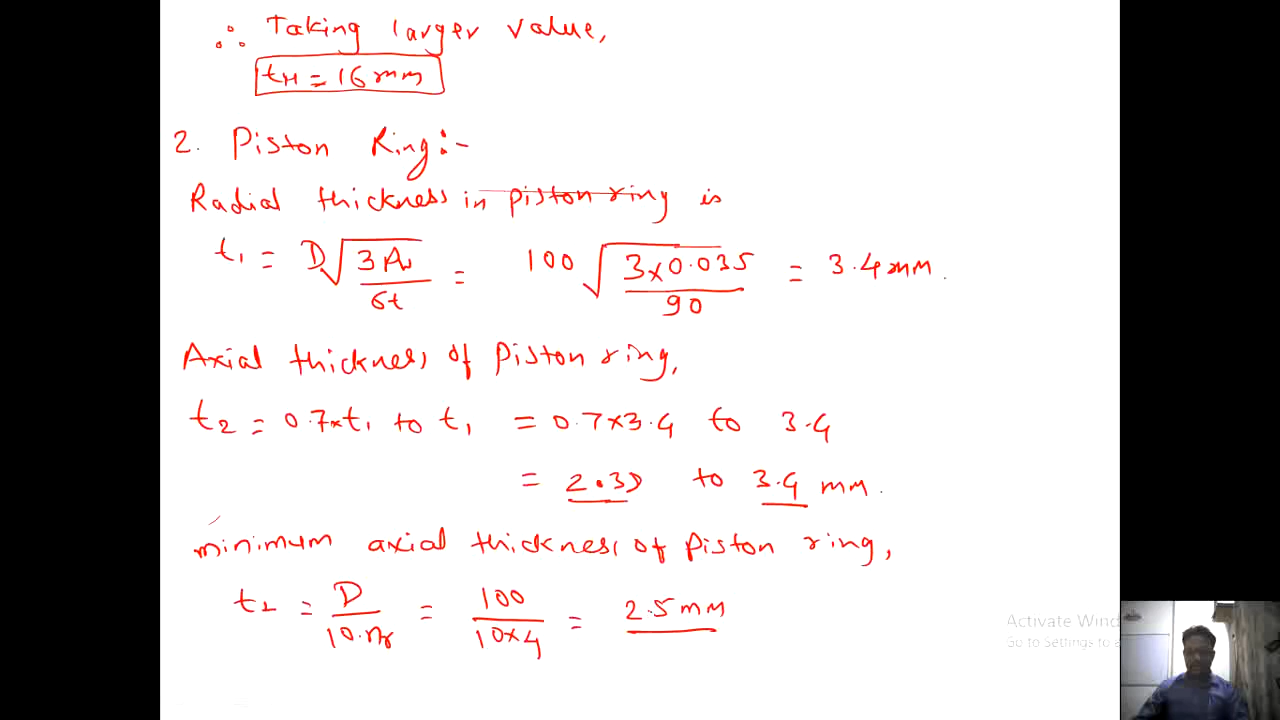 ∴ Taking larger value,
tH = 16 mm
2. Piston Ring:-
Radial thickness in piston ring is
t₁ = D√(3Pw/σt) = 100√(3×0.035/90) = 3.4 mm.
Axial thickness of piston ring,
t₂ = 0.7×t₁ to t₁ = 0.7×3.4 to 3.4
= 2.38 to 3.4 mm.
minimum axial thickness of piston ring,
t₂ = D/10.nr = 100/10×4 = 2.5 mm
Activate Wind
Go to Settings to a